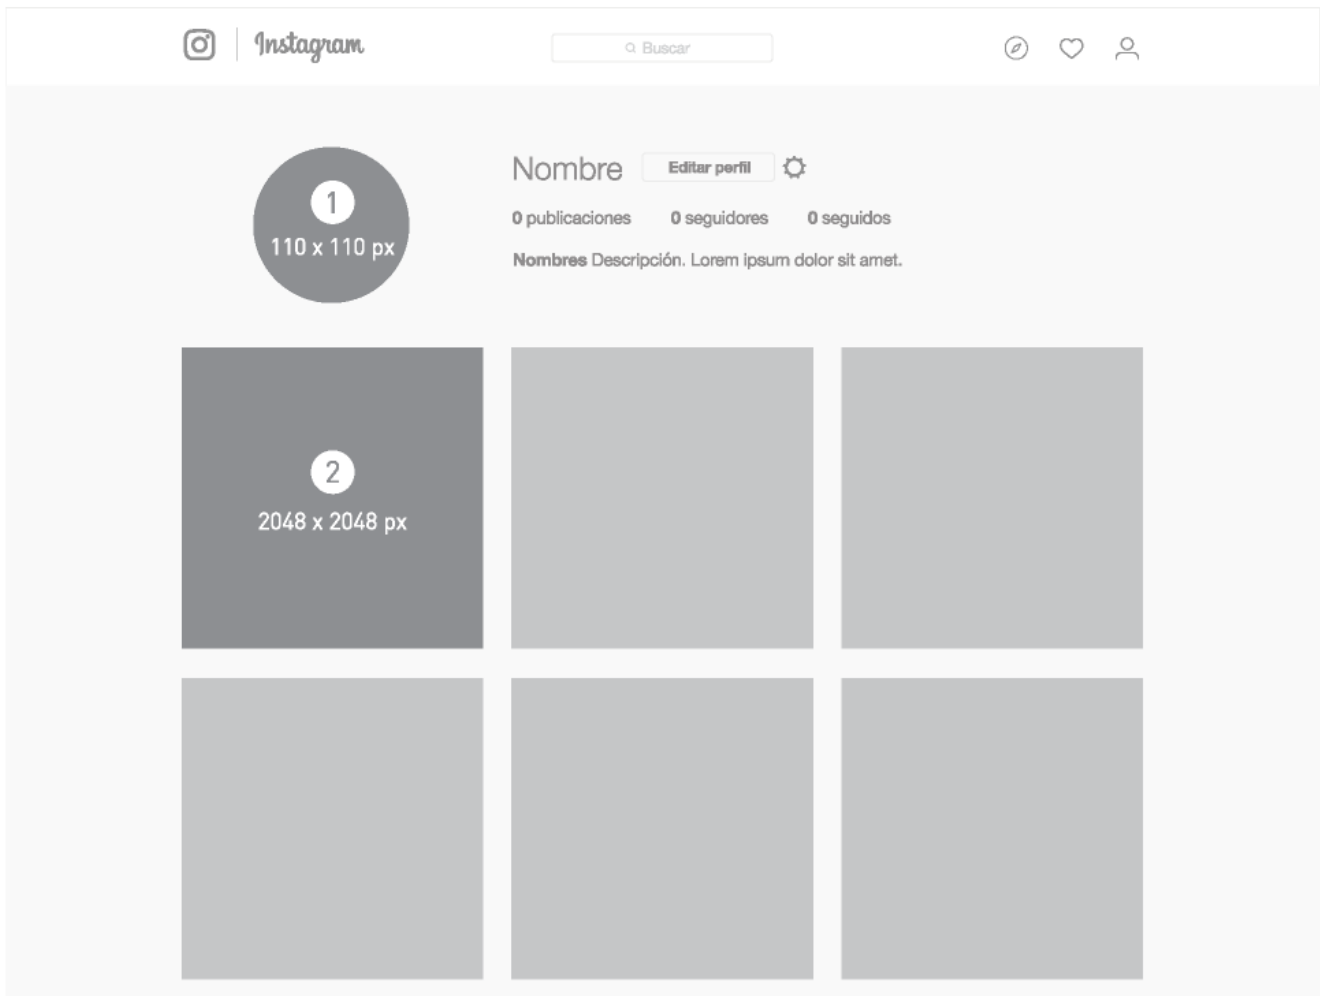 Instagram
Buscar
Nombre Editar perfil
1
110 x 110 px
0 publicaciones 0 seguidores 0 seguidos
Nombres Descripción. Lorem ipsum dolor sit amet.
2
2048 x 2048 px